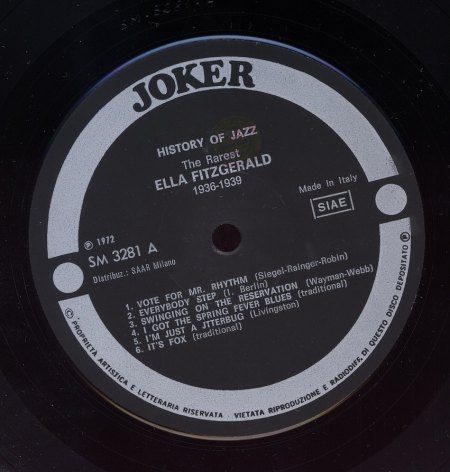 JOKER
HISTORY OF JAZZ
The Rarest
ELLA FITZGERALD
1936-1939
Made in Italy
SIAE
℗ 1972
SM 3281 A
Distribuz.: SAAR Milano
1. VOTE FOR MR. RHYTHM (Siegel-Rainger-Robin)
2. EVERYBODY STEP (I. Berlin)
3. SWINGING ON THE RESERVATION (Wayman-Webb)
4. I GOT THE SPRING FEVER BLUES (traditional)
5. I'M JUST A JTTERBUG (Livingston)
6. IT'S FOX (traditional)
© PROPRIETA ARTISTICA E LETTERARIA RISERVATA - VIETATA RIPRODUZIONE E RADIODIFF. DI QUESTO DISCO DEPOSITATO ℗